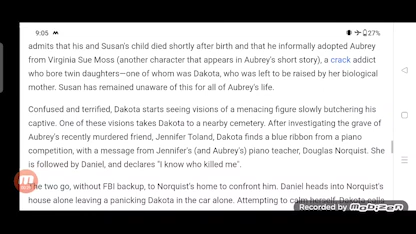 9:05 27%
admits that his and Susan's child died shortly after birth and that he informally adopted Aubrey
from Virginia Sue Moss (another character that appears in Aubrey's short story), a crack addict
who bore twin daughters—one of whom was Dakota, who was left to be raised by her biological
mother. Susan has remained unaware of this for all of Aubrey's life.
Confused and terrified, Dakota starts seeing visions of a menacing figure slowly butchering his
captive. One of these visions takes Dakota to a nearby cemetery. After investigating the grave of
Aubrey's recently murdered friend, Jennifer Toland, Dakota finds a blue ribbon from a piano
competition, with a message from Jennifer's (and Aubrey's) piano teacher, Douglas Norquist. She
is followed by Daniel, and declares "I know who killed me".
The two go, without FBI backup, to Norquist's home to confront him. Daniel heads into Norquist's
house alone leaving a panicking Dakota in the car alone. Attempting to calm herself, Dakota
Recorded by
MOBIZEN